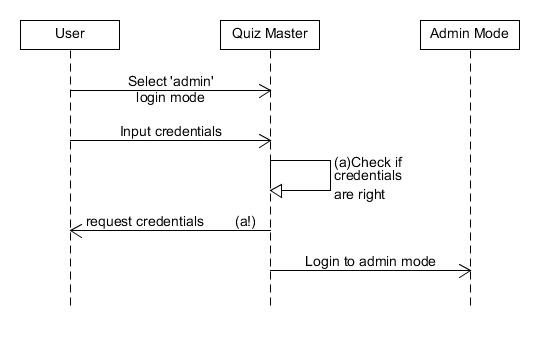 User
Quiz Master
Admin Mode
Select 'admin'
login mode
Input credentials
(a)Check if
credentials
are right
request credentials (a!)
Login to admin mode